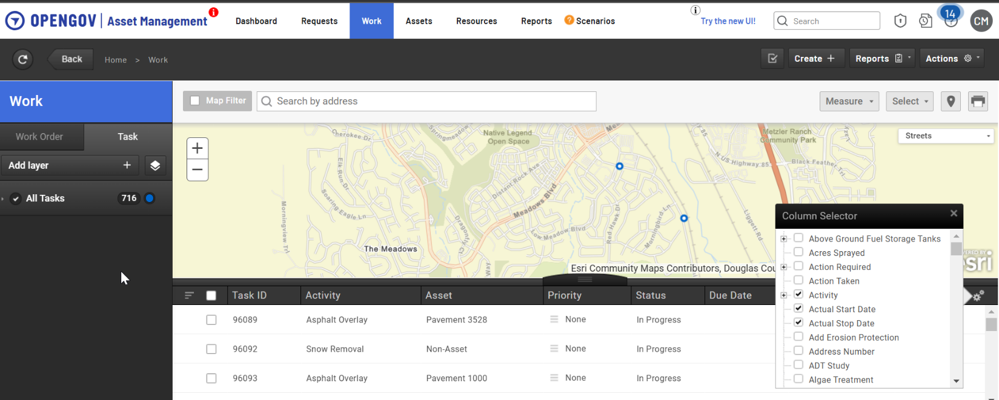 OPENGOV | Asset Management
Dashboard
Requests
Work
Assets
Resources
Reports
Scenarios
Try the new UI!
Search
14
CM
Back
Home > Work
Create +
Reports
Actions
Work
Map Filter
Search by address
Measure
Select
Work Order
Task
Add layer +
All Tasks 716
Streets
Cherokee Dr
Springmeadow
Native Legend
Open Space
Metzler Ranch
Community Park
85
N US Highway 85
Black Feather Trl
Elk Run Dr
Distant Rock Ave
Meadows Blvd
Soaring Eagle Ln
Morningview Trl
Dragonfly Ct
Low Meadow Blvd
Red Hawk Dr
Morningbird Ln
Liggett Rd
The Meadows
Way
Esri Community Maps Contributors, Douglas Cou
esri
Column Selector
Above Ground Fuel Storage Tanks
Acres Sprayed
Action Required
Action Taken
Activity
Actual Start Date
Actual Stop Date
Add Erosion Protection
Address Number
ADT Study
Algae Treatment
Task ID Activity Asset Priority Status Due Date
96089 Asphalt Overlay Pavement 3528 None In Progress
96092 Snow Removal Non-Asset None In Progress
96093 Asphalt Overlay Pavement 1000 None In Progress